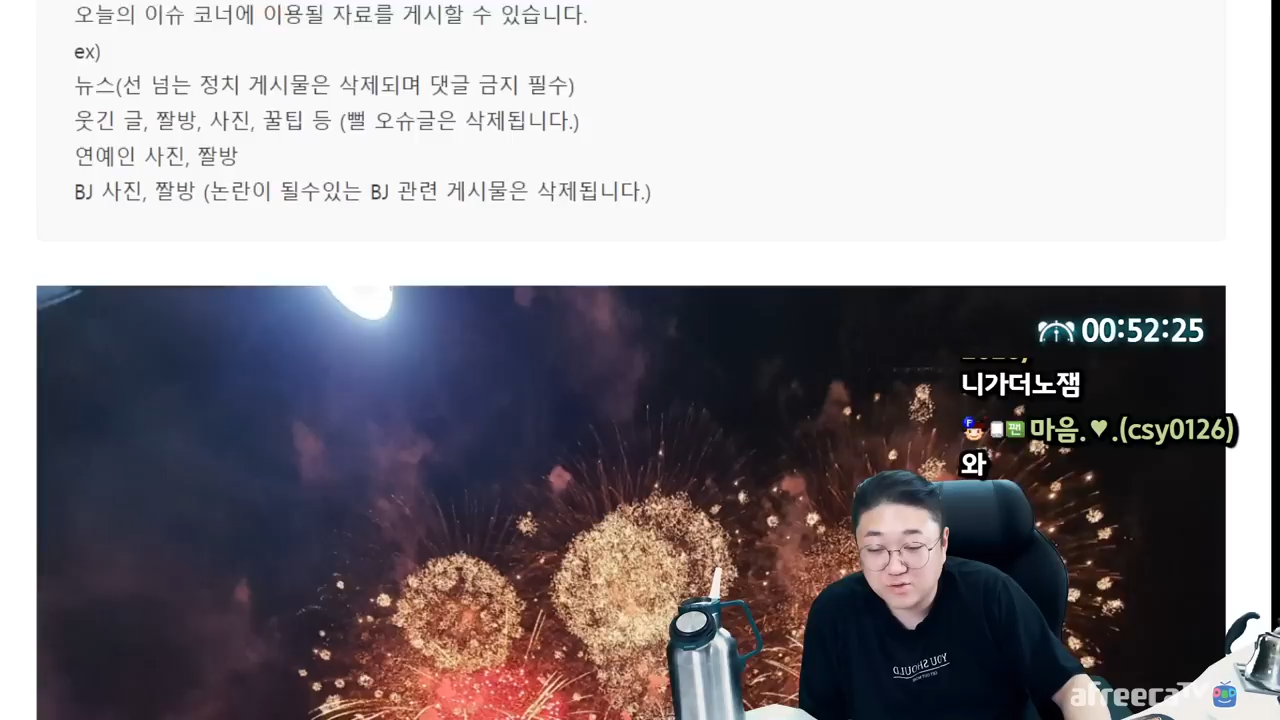 오늘의 이슈 코너에 이용될 자료를 게시할 수 있습니다.
ex)
뉴스(선 넘는 정치 게시물은 삭제되며 댓글 금지 필수)
웃긴 글, 짤방, 사진, 꿀팁 등 (뻘 오슈글은 삭제됩니다.)
연예인 사진, 짤방
BJ 사진, 짤방 (논란이 될수있는 BJ 관련 게시물은 삭제됩니다.)
00:52:25
니가더노잼
F 팬 마음.♥.(csy0126)
와
YOU SHOULD
afreecaTV